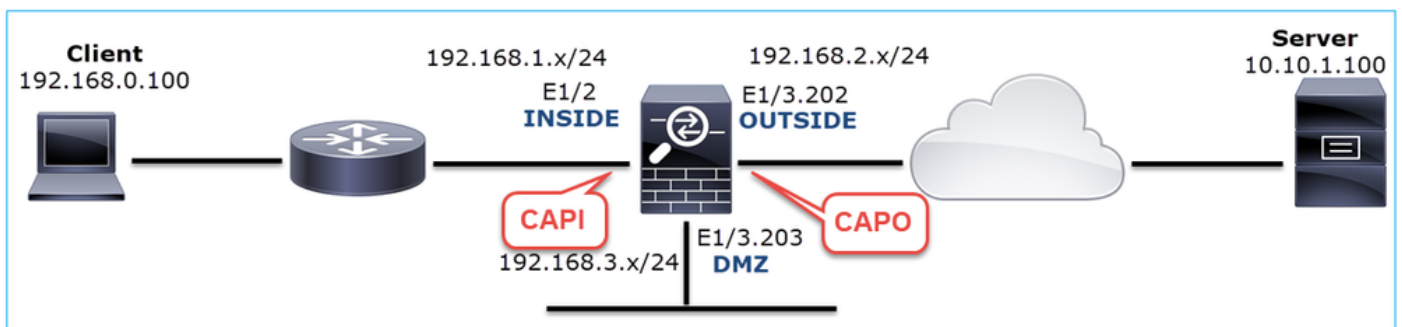 Client
192.168.0.100
192.168.1.x/24
E1/2
INSIDE
192.168.2.x/24
E1/3.202
OUTSIDE
Server
10.10.1.100
CAPI
CAPO
E1/3.203
192.168.3.x/24
DMZ